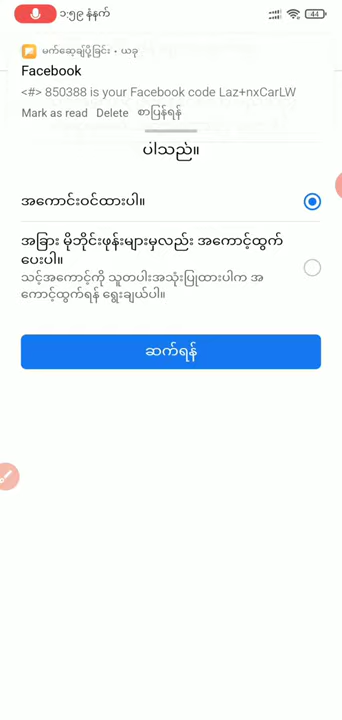 ၁:၅၉ နံနက်
44
မက်ဆေ့ချ်ပို့ခြင်း • ယခု
Facebook
<#> 850388 is your Facebook code Laz+nxCarLW
Mark as read Delete စာပြန်ရန်
ပါသည်။
အကောင့်ဝင်ထားပါ။
အခြား မိုဘိုင်းဖုန်းများမှလည်း အကောင့်ထွက်
ပေးပါ။
သင့်အကောင့်ကို သူတပါးအသုံးပြုထားပါက အ
ကောင့်ထွက်ရန် ရွေးချယ်ပါ။
ဆက်ရန်